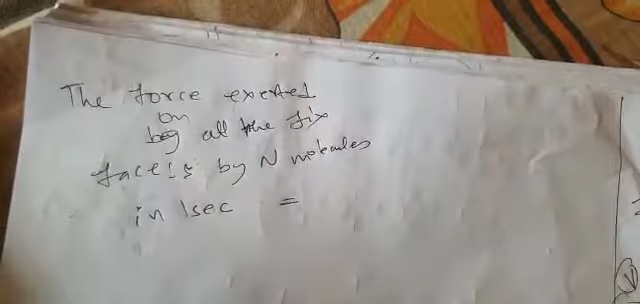 The force exerted
on
by all the six
faces by N molecules
in 1sec =